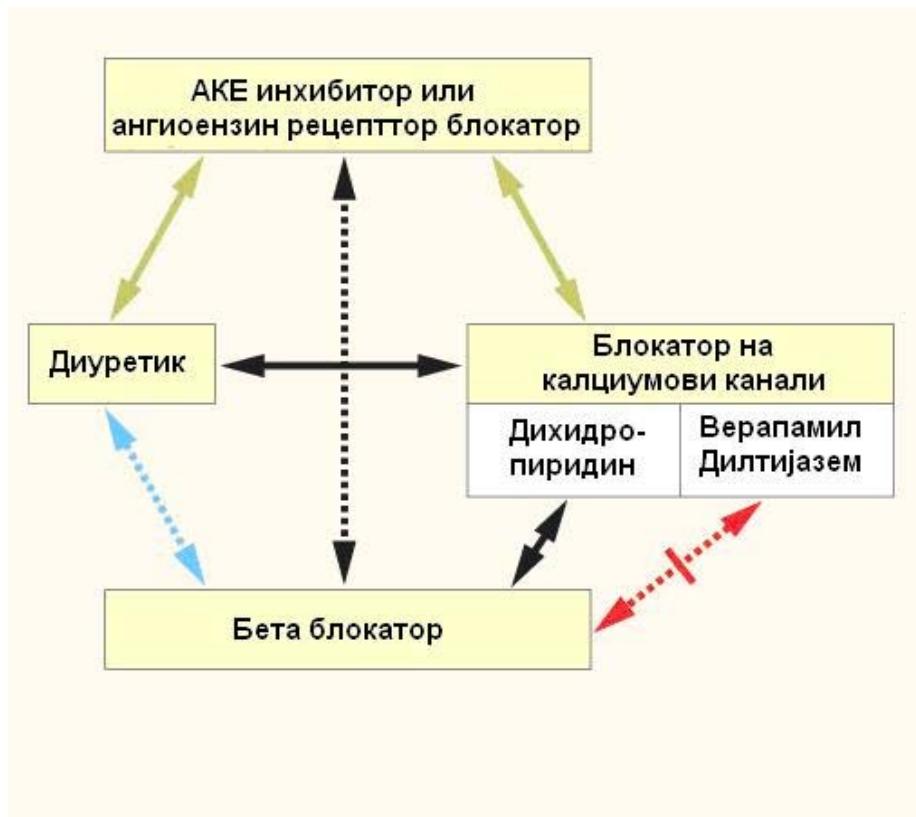 АКЕ инхибитор или
ангиоензин рецепттор блокатор
Диуретик
Блокатор на
калциумови канали
Дихидро-
пиридин
Верапамил
Дилтијазем
Бета блокатор